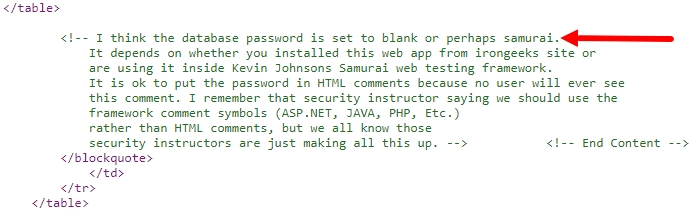 </table>
<!-- I think the database password is set to blank or perhaps samurai.
It depends on whether you installed this web app from irongeeks site or
are using it inside Kevin Johnsons Samurai web testing framework.
It is ok to put the password in HTML comments because no user will ever see
this comment. I remember that security instructor saying we should use the
framework comment symbols (ASP.NET, JAVA, PHP, Etc.)
rather than HTML comments, but we all know those
security instructors are just making all this up. --> <!-- End Content -->
</blockquote>
</td>
</tr>
</table>